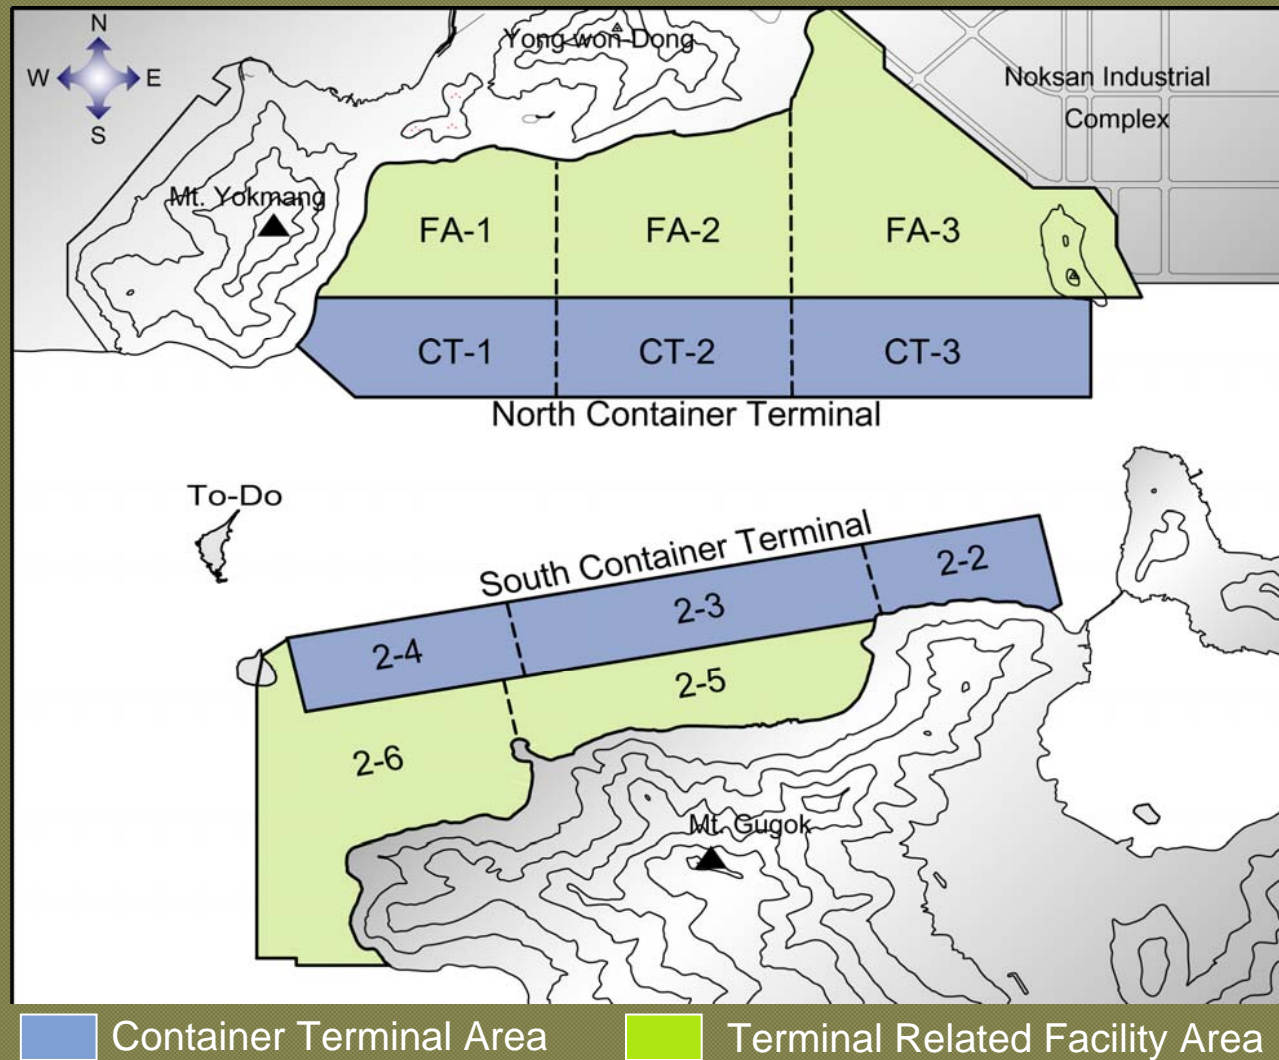 N
W E
S
Yong won-Dong
Noksan Industrial
Complex
Mt. Yokmang
FA-1 FA-2 FA-3
CT-1 CT-2 CT-3
North Container Terminal
To-Do
South Container Terminal
2-2
2-3
2-4
2-5
2-6
Mt. Gugok
Container Terminal Area
Terminal Related Facility Area